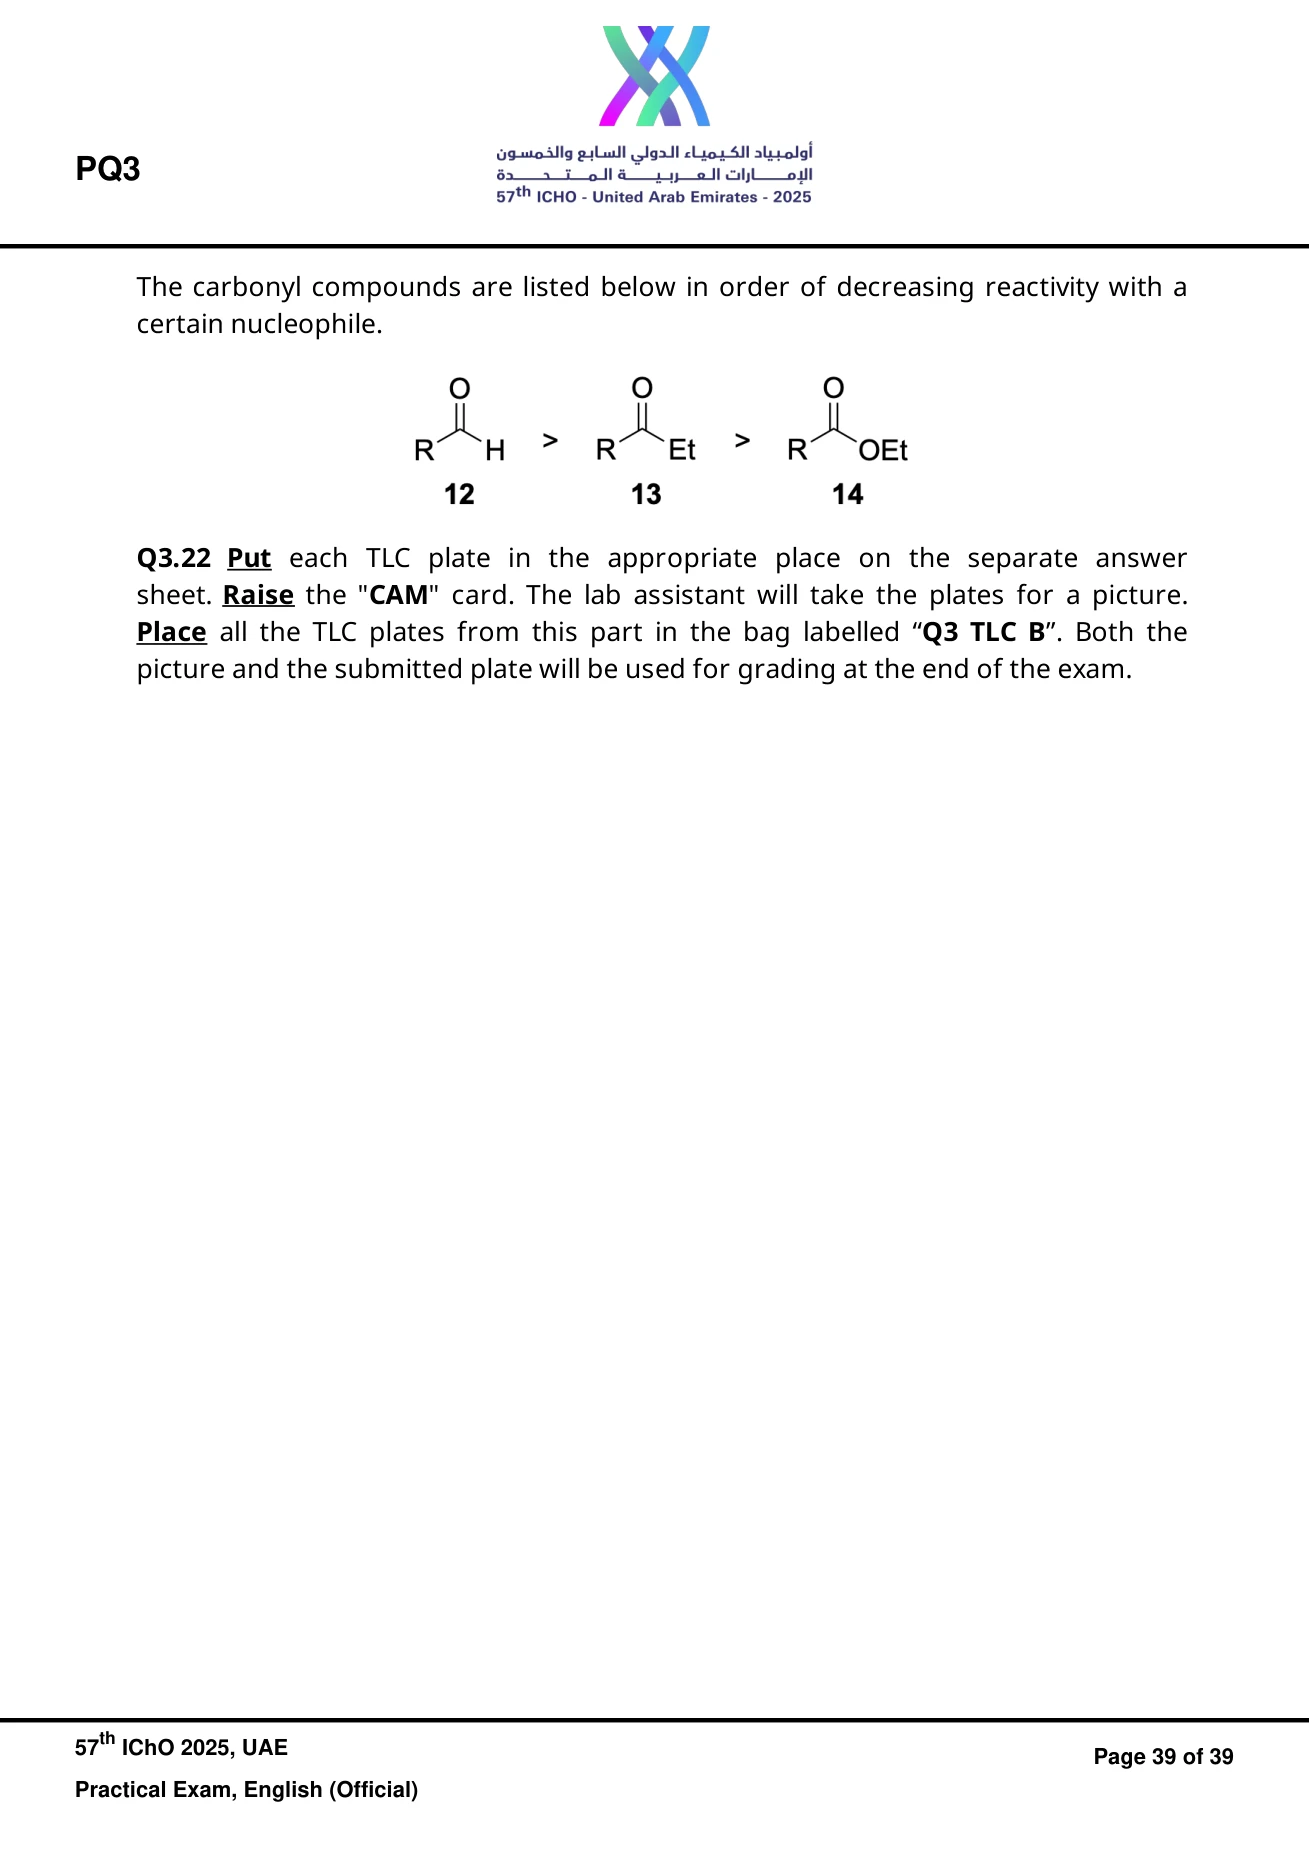 أولمبياد الكيمياء الدولي السابع والخمسون
الإمــــارات العـــربيـــــة المــتــحــــدة
57th ICHO - United Arab Emirates - 2025
PQ3
The carbonyl compounds are listed below in order of decreasing reactivity with a
certain nucleophile.
O O O
R H > R Et > R OEt
12 13 14
Q3.22 Put each TLC plate in the appropriate place on the separate answer
sheet. Raise the "CAM" card. The lab assistant will take the plates for a picture.
Place all the TLC plates from this part in the bag labelled “Q3 TLC B”. Both the
picture and the submitted plate will be used for grading at the end of the exam.
57th IChO 2025, UAE
Page 39 of 39
Practical Exam, English (Official)